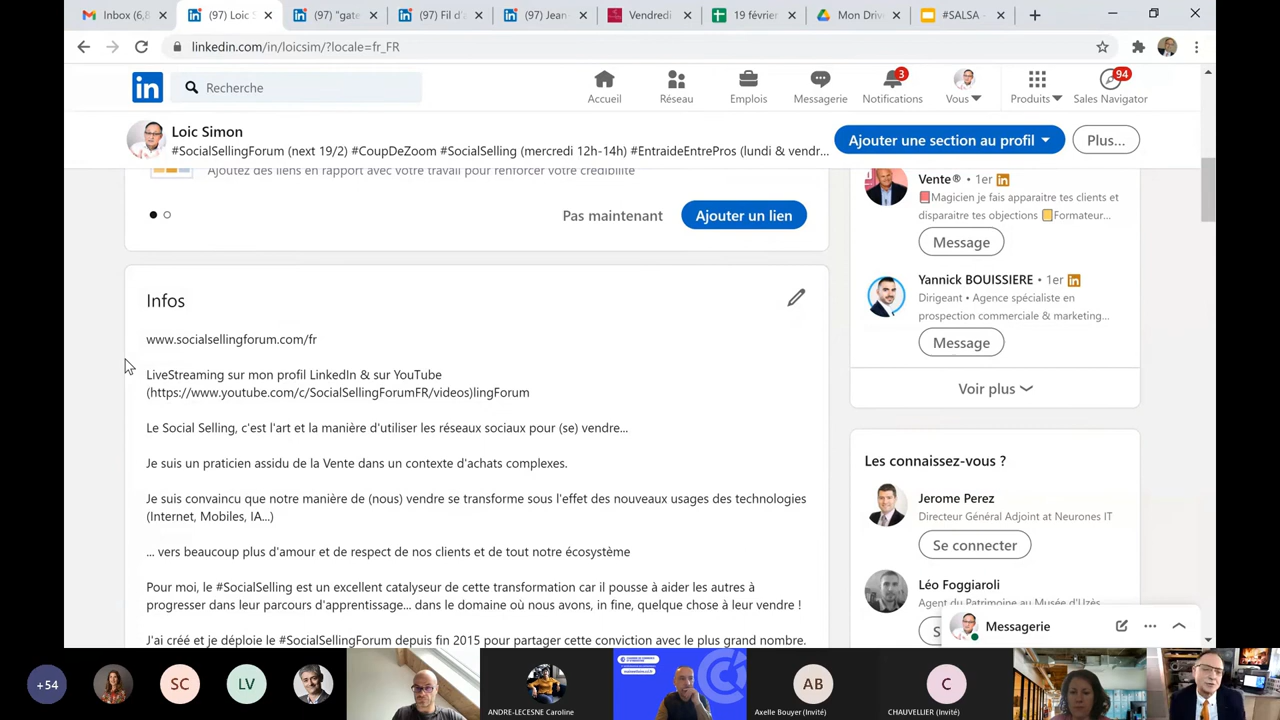 Inbox (6,8
(97) Loic S
(97) "gate
(97) Fil d'a
(97) Jean-
Vendredi
19 février
Mon Drive
#SALSA -
linkedin.com/in/loicsim/?locale=fr_FR
in
Recherche
Accueil
Réseau
Emplois
Messagerie
3
Notifications
Vous
Produits
94
Sales Navigator
Loic Simon
#SocialSellingForum (next 19/2) #CoupDeZoom #SocialSelling (mercredi 12h-14h) #EntraideEntrePros (lundi & vendr...
Ajouter une section au profil
Plus...
Ajoutez des liens en rapport avec votre travail pour renforcer votre crédibilité
Pas maintenant
Ajouter un lien
Infos
www.socialsellingforum.com/fr
LiveStreaming sur mon profil LinkedIn & sur YouTube
(https://www.youtube.com/c/SocialSellingForumFR/videos)lingForum
Le Social Selling, c'est l'art et la manière d'utiliser les réseaux sociaux pour (se) vendre...
Je suis un praticien assidu de la Vente dans un contexte d'achats complexes.
Je suis convaincu que notre manière de (nous) vendre se transforme sous l'effet des nouveaux usages des technologies
(Internet, Mobiles, IA...)
... vers beaucoup plus d'amour et de respect de nos clients et de tout notre écosystème
Pour moi, le #SocialSelling est un excellent catalyseur de cette transformation car il pousse à aider les autres à
progresser dans leur parcours d'apprentissage... dans le domaine où nous avons, in fine, quelque chose à leur vendre !
J'ai créé et je déploie le #SocialSellingForum depuis fin 2015 pour partager cette conviction avec le plus grand nombre.
Vente® • 1er
Magicien je fais apparaitre tes clients et
disparaitre tes objections Formateur...
Message
Yannick BOUISSIERE • 1er
Dirigeant • Agence spécialiste en
prospection commerciale & marketing...
Message
Voir plus
Les connaissez-vous ?
Jerome Perez
Directeur Général Adjoint at Neurones IT
Se connecter
Léo Foggiaroli
Agent du Patrimoine au Musée d'Uzès
S
Messagerie
+54
SC
LV
ANDRE-LECESNE Caroline
AB
Axelle Bouyer (Invité)
C
CHAUVELLIER (Invité)